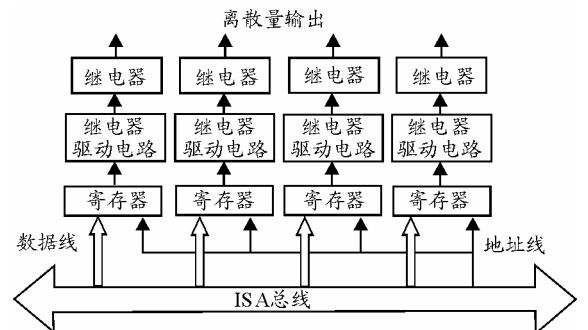 离散量输出
继电器 继电器 继电器 继电器
继电器 继电器 继电器 继电器
驱动电路 驱动电路 驱动电路 驱动电路
寄存器 寄存器 寄存器 寄存器
数据线 地址线
ISA总线